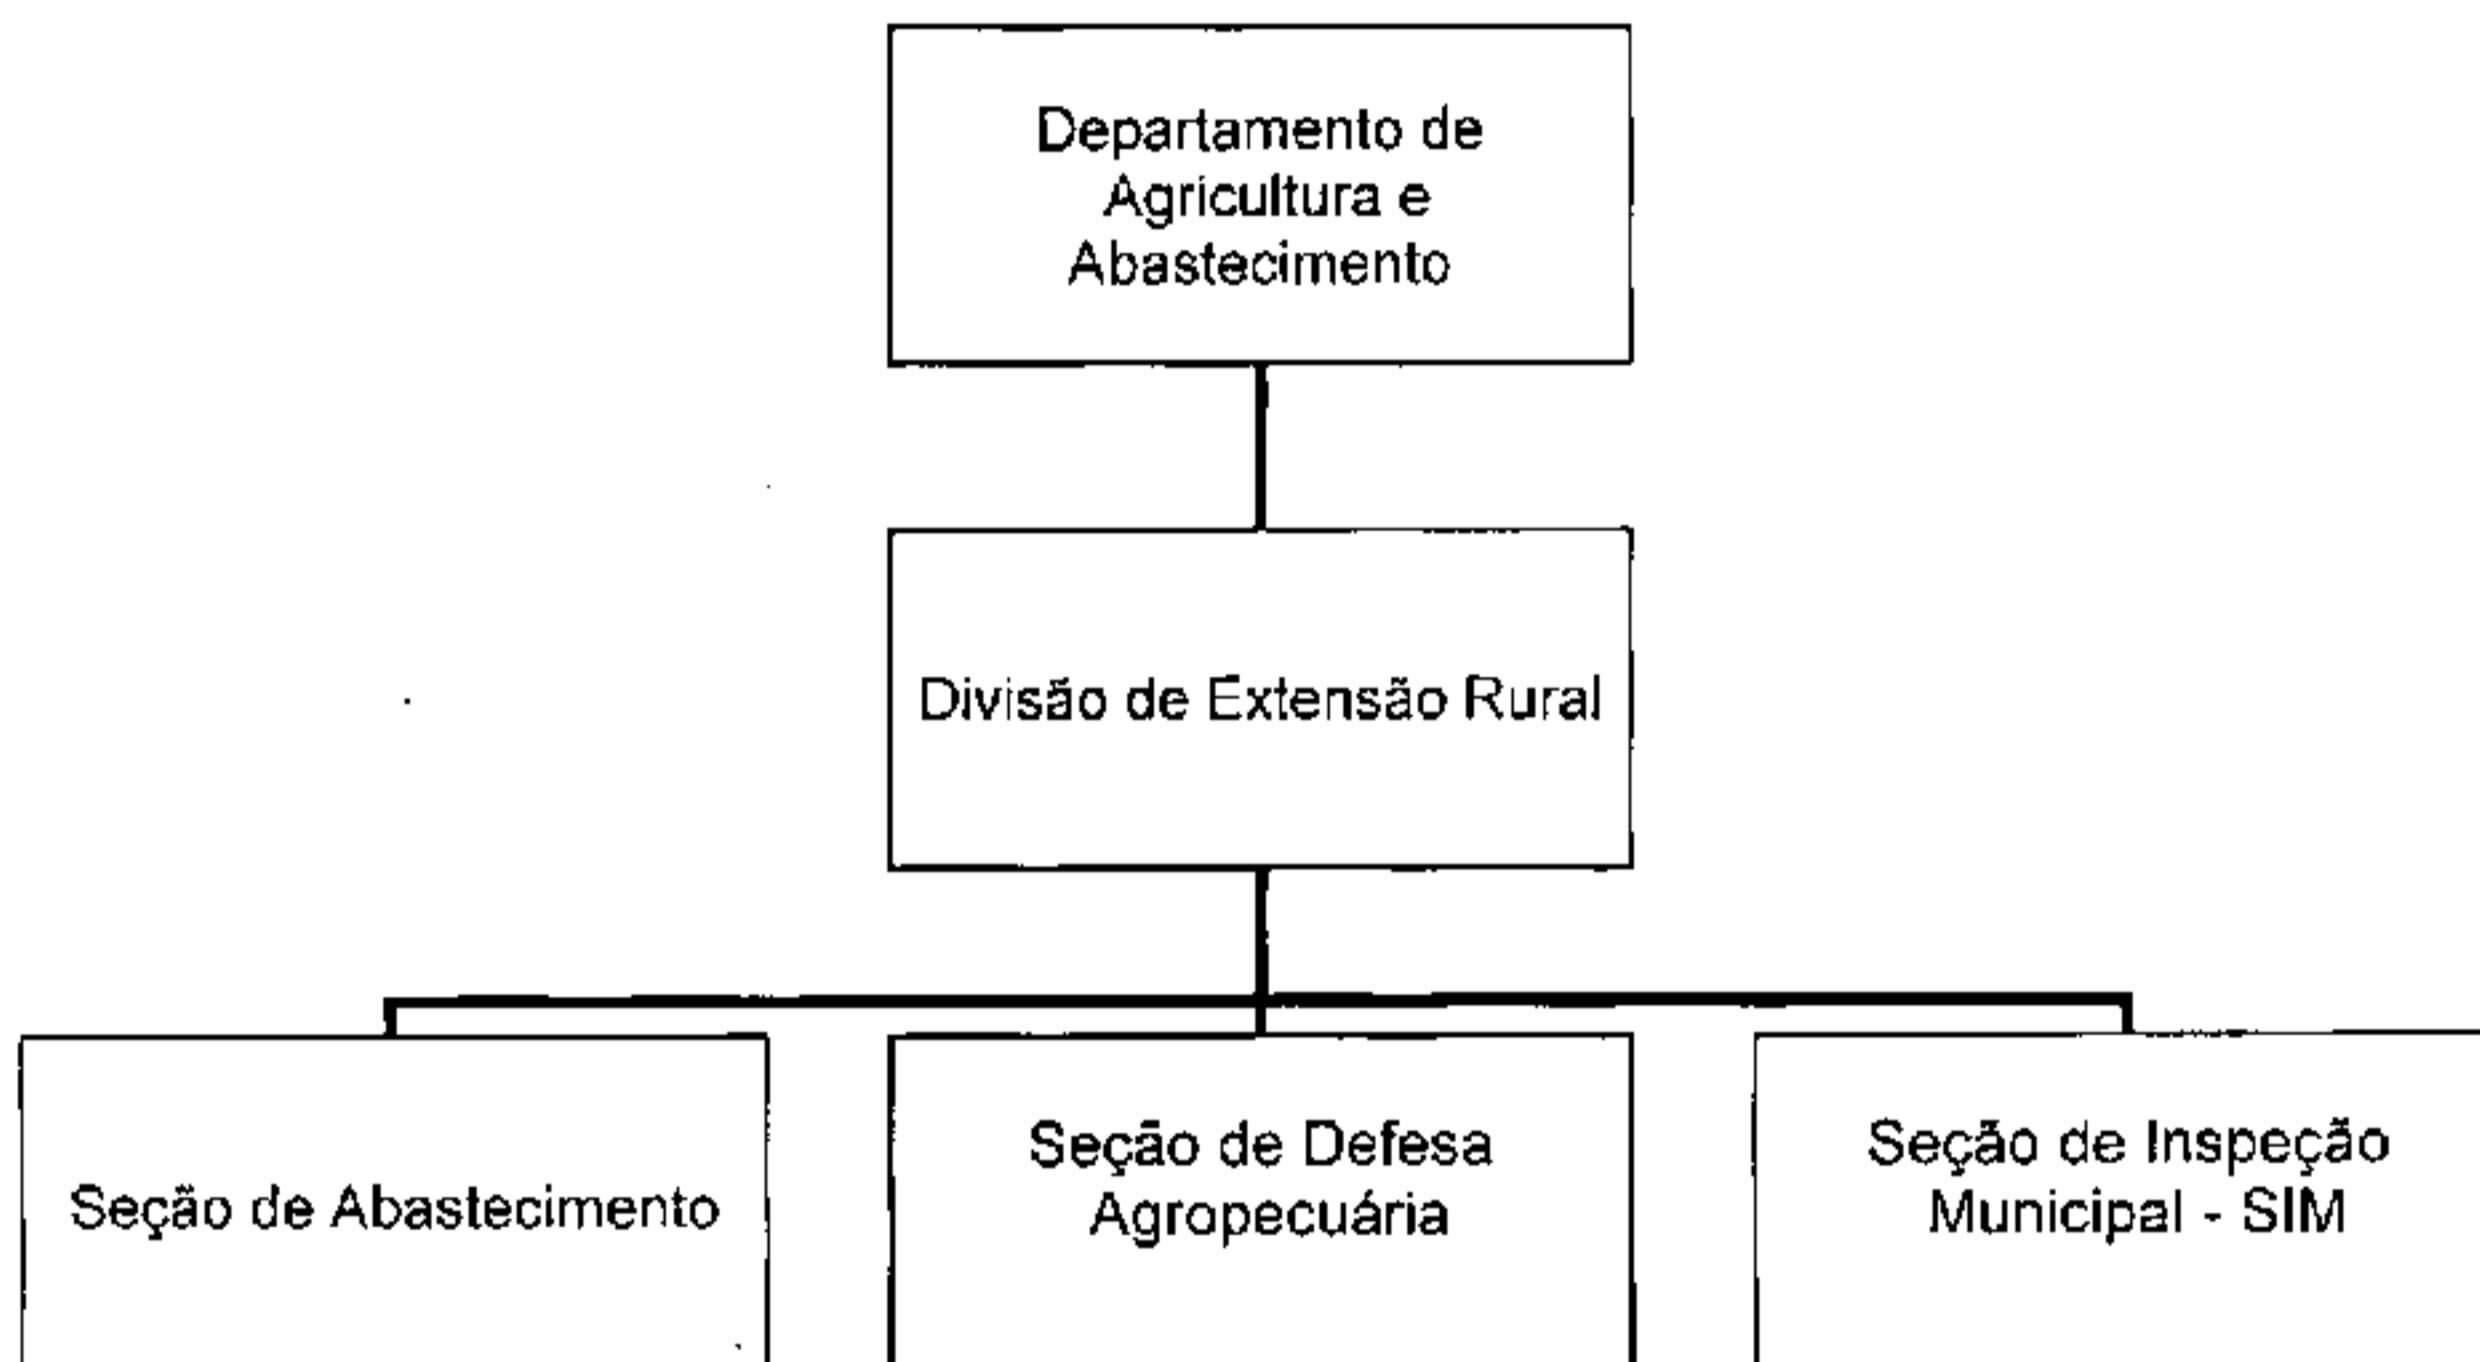 Departamento de
Agricultura e
Abastecimento
Divisão de Extensão Rural
Seção de Abastecimento
Seção de Defesa
Agropecuária
Seção de Inspeção
Municipal - SIM